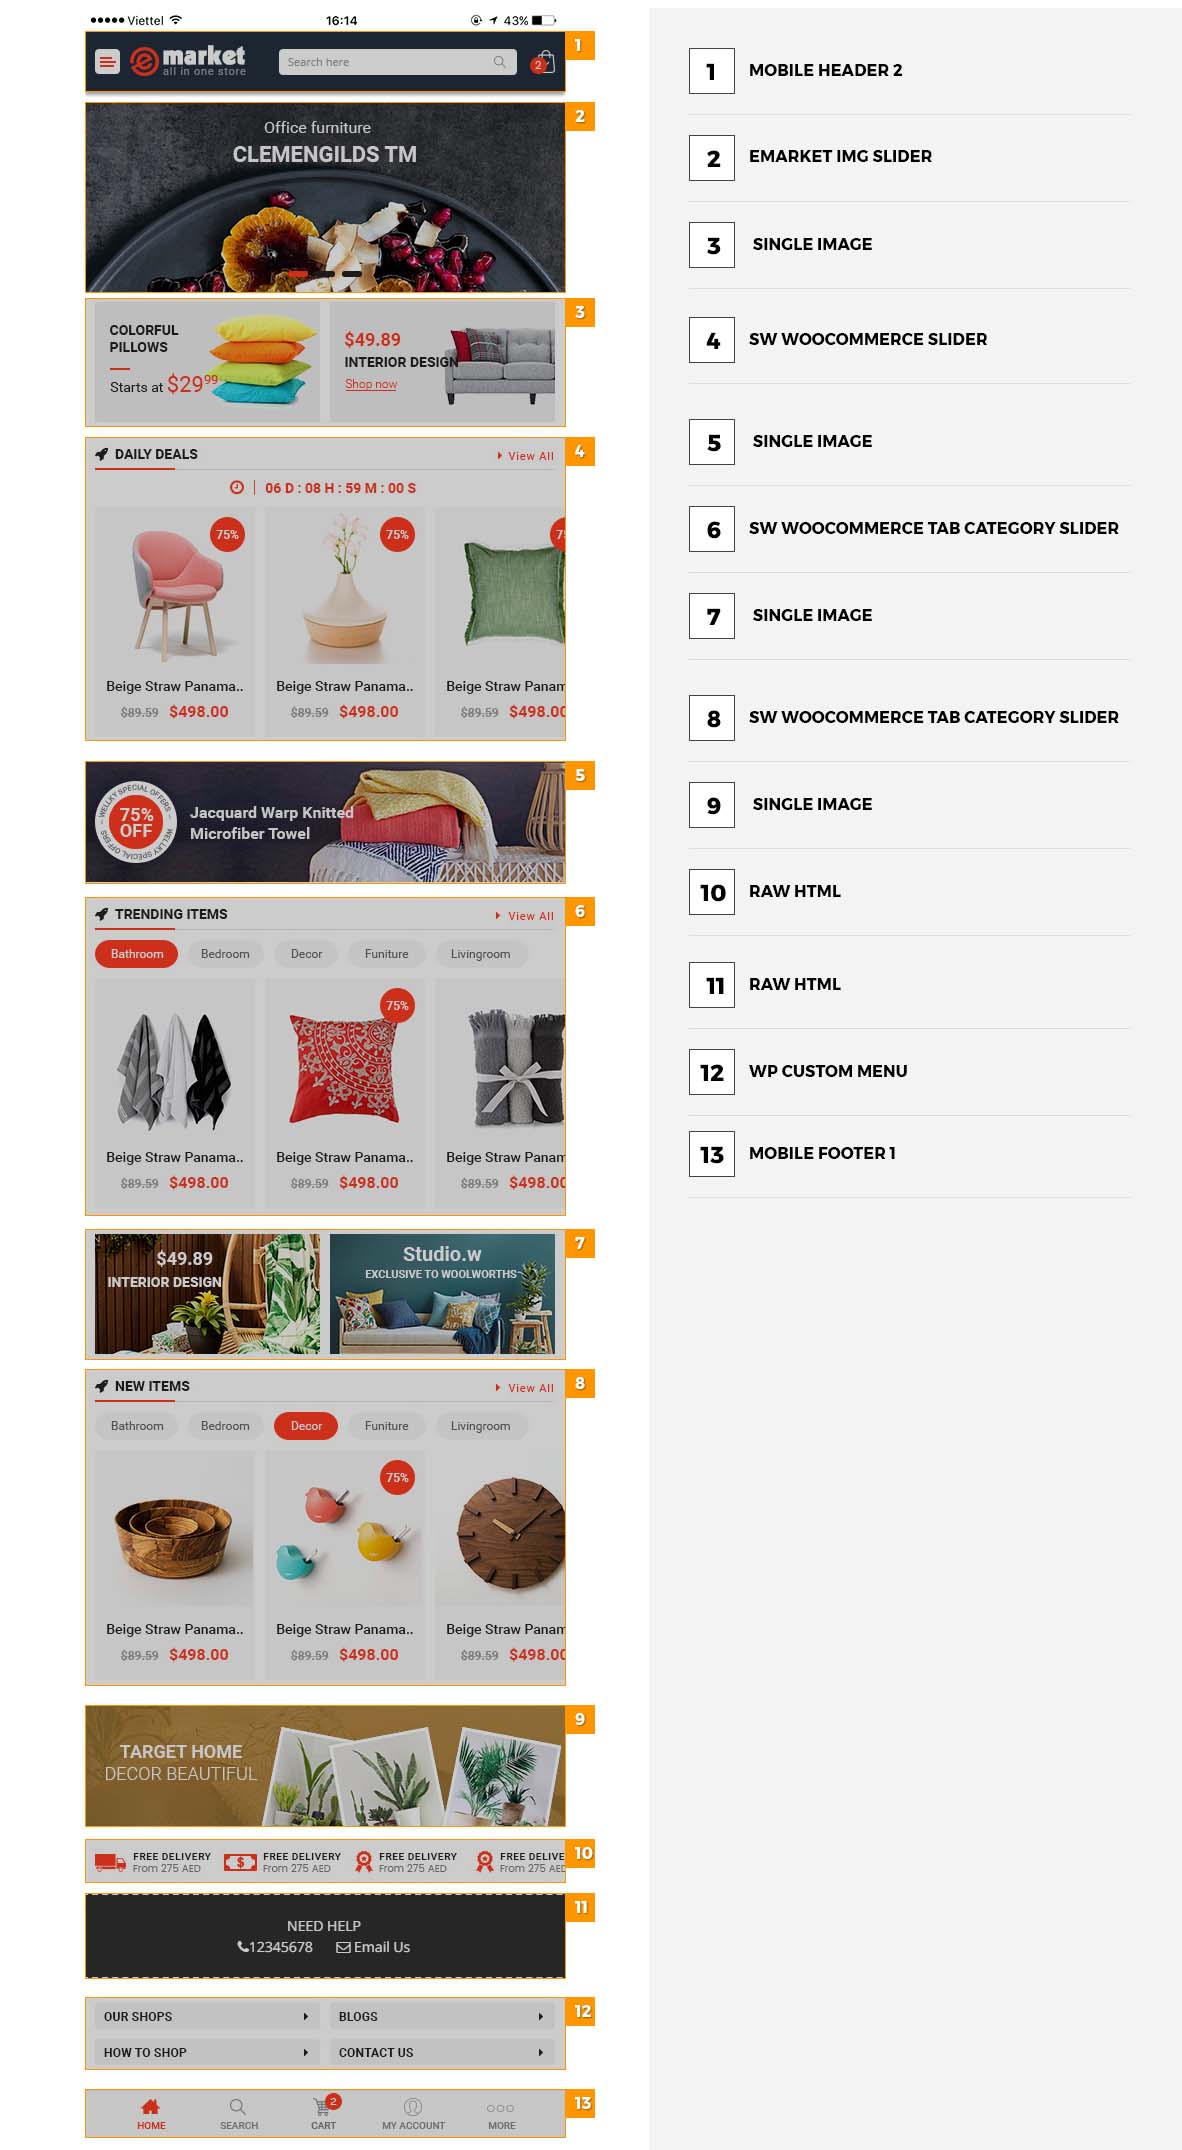 Viettel
16:14
43%
market
all in one store
Search here
2
1
Office furniture
CLEMENGILDS TM
2
COLORFUL
PILLOWS
Starts at $29 99
$49.89
INTERIOR DESIGN
Shop now
3
DAILY DEALS
View All
4
06 D : 08 H : 59 M : 00 S
75%
75%
75
Beige Straw Panama..
Beige Straw Panama..
Beige Straw Panam
$89.59 $498.00
$89.59 $498.00
$89.59 $498.00
WELLKY SPECIAL OFFERS
75%
OFF
WELLKY SPECIAL OFFERS
Jacquard Warp Knitted
Microfiber Towel
5
TRENDING ITEMS
View All
6
Bathroom
Bedroom
Decor
Funiture
Livingroom
75%
Beige Straw Panama..
Beige Straw Panama..
Beige Straw Panam
$89.59 $498.00
$89.59 $498.00
$89.59 $498.00
$49.89
INTERIOR DESIGN
Studio.w
EXCLUSIVE TO WOOLWORTHS
7
NEW ITEMS
View All
8
Bathroom
Bedroom
Decor
Funiture
Livingroom
75%
Beige Straw Panama..
Beige Straw Panama..
Beige Straw Panam
$89.59 $498.00
$89.59 $498.00
$89.59 $498.00
TARGET HOME
DECOR BEAUTIFUL
9
FREE DELIVERY
From 275 AED
FREE DELIVERY
From 275 AED
FREE DELIVERY
From 275 AED
FREE DELIVE
From 275 AED
10
NEED HELP
12345678
Email Us
11
OUR SHOPS
BLOGS
HOW TO SHOP
CONTACT US
12
HOME
SEARCH
2
CART
MY ACCOUNT
MORE
13
1 MOBILE HEADER 2
2 EMARKET IMG SLIDER
3 SINGLE IMAGE
4 SW WOOCOMMERCE SLIDER
5 SINGLE IMAGE
6 SW WOOCOMMERCE TAB CATEGORY SLIDER
7 SINGLE IMAGE
8 SW WOOCOMMERCE TAB CATEGORY SLIDER
9 SINGLE IMAGE
10 RAW HTML
11 RAW HTML
12 WP CUSTOM MENU
13 MOBILE FOOTER 1